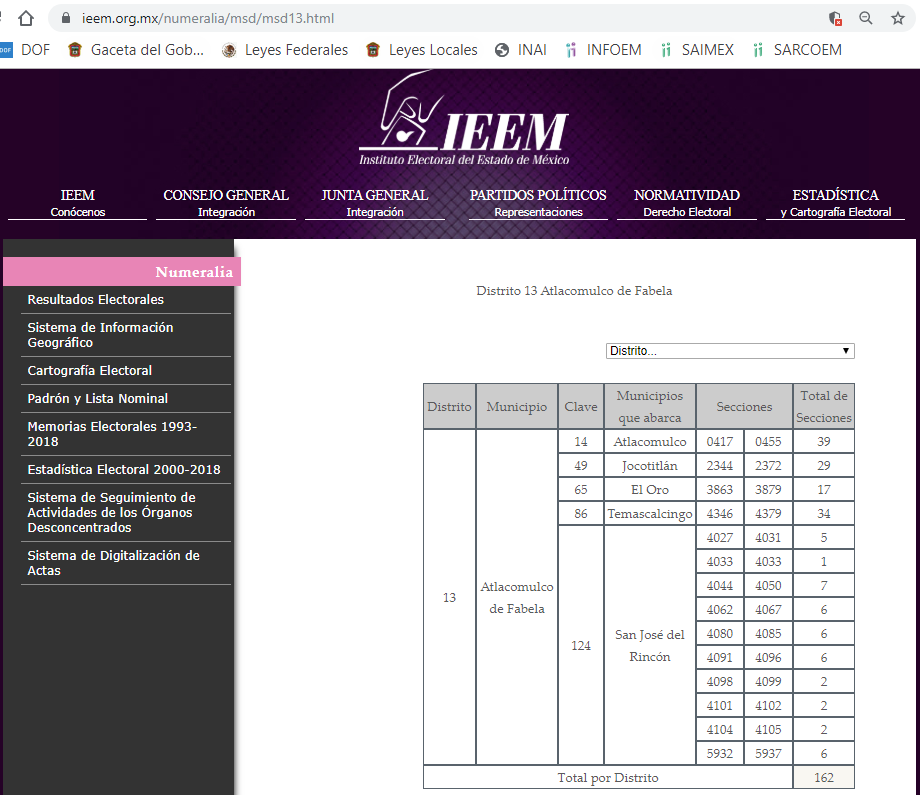 ieem.org.mx/numeralia/msd/msd13.html
DOF DOF Gaceta del Gob... Leyes Federales Leyes Locales INAI INFOEM SAIMEX SARCOEM
IEEM
Instituto Electoral del Estado de México
IEEM CONSEJO GENERAL JUNTA GENERAL PARTIDOS POLÍTICOS NORMATIVIDAD ESTADÍSTICA
Conócenos Integración Integración Representaciones Derecho Electoral y Cartografía Electoral
Numeralia
Resultados Electorales
Sistema de Información
Geográfico
Cartografía Electoral
Padrón y Lista Nominal
Memorias Electorales 1993-
2018
Estadística Electoral 2000-2018
Sistema de Seguimiento de
Actividades de los Órganos
Desconcentrados
Sistema de Digitalización de
Actas
Distrito 13 Atlacomulco de Fabela
Distrito...
Distrito Municipio Clave Municipios que abarca Secciones Total de Secciones
13 Atlacomulco de Fabela 14 Atlacomulco 0417 0455 39
49 Jocotitlán 2344 2372 29
65 El Oro 3863 3879 17
86 Temascalcingo 4346 4379 34
124 San José del Rincón 4027 4031 5
4033 4033 1
4044 4050 7
4062 4067 6
4080 4085 6
4091 4096 6
4098 4099 2
4101 4102 2
4104 4105 2
5932 5937 6
Total por Distrito 162